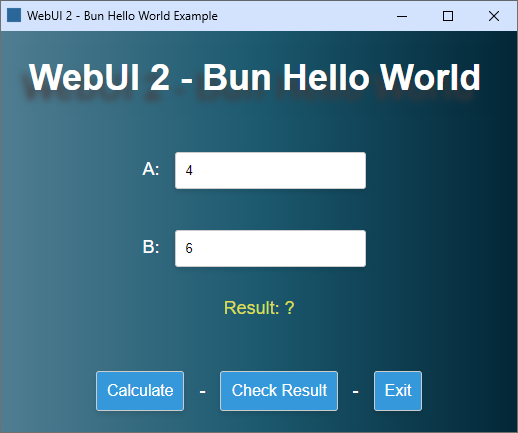 WebUI 2 - Bun Hello World Example
WebUI 2 - Bun Hello World
A: 4
B: 6
Result: ?
Calculate - Check Result - Exit